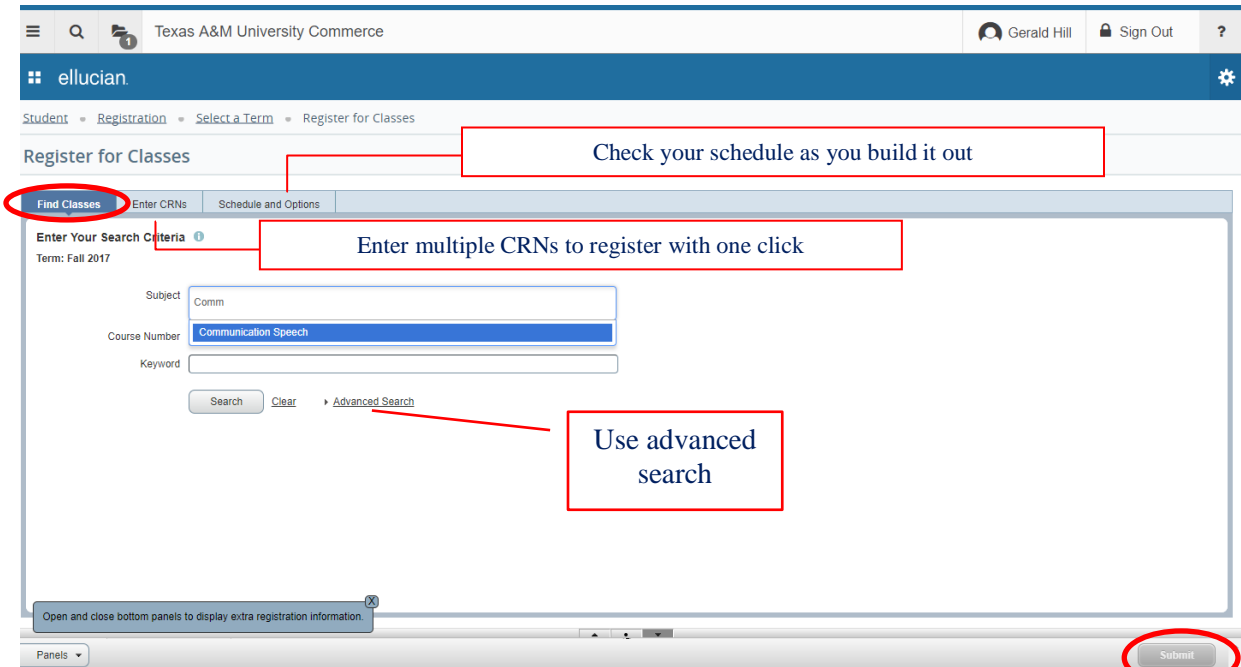 1
Texas A&M University Commerce
Gerald Hill
Sign Out
?
ellucian.
Student Registration Select a Term Register for Classes
Register for Classes
Check your schedule as you build it out
Find Classes Enter CRNs Schedule and Options
Enter Your Search Criteria
Enter multiple CRNs to register with one click
Term: Fall 2017
Subject Comm
Course Number Communication Speech
Keyword
Search Clear Advanced Search
Use advanced
search
X
Open and close bottom panels to display extra registration information.
Panels
Submit